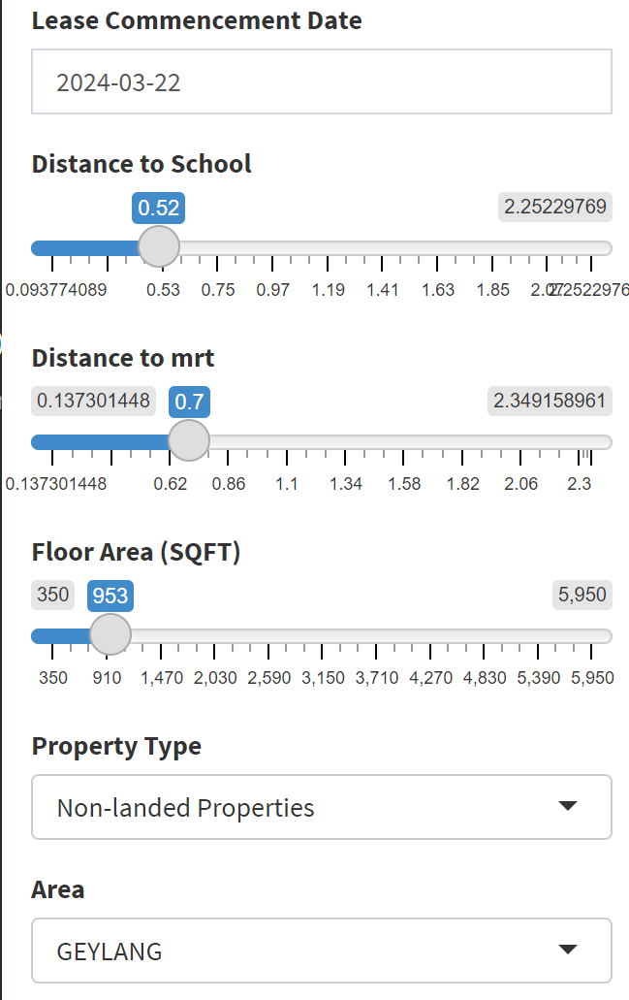 Lease Commencement Date
2024-03-22
Distance to School
0.52 2.25229769
0.093774089 0.53 0.75 0.97 1.19 1.41 1.63 1.85 2.07 2.2522976
Distance to mrt
0.137301448 0.7 2.349158961
0.137301448 0.62 0.86 1.1 1.34 1.58 1.82 2.06 2.3
Floor Area (SQFT)
350 953 5,950
350 910 1,470 2,030 2,590 3,150 3,710 4,270 4,830 5,390 5,950
Property Type
Non-landed Properties
Area
GEYLANG